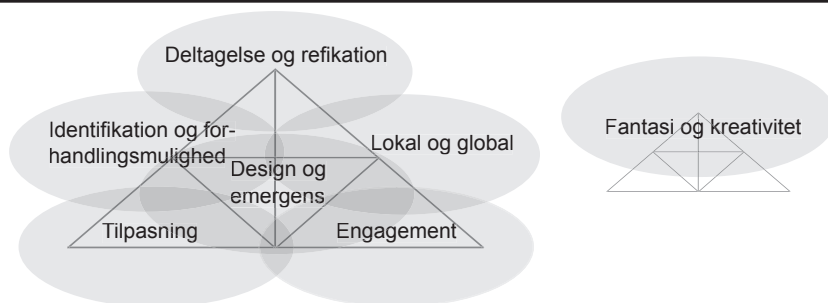 Deltagelse og refikation
Identifikation og for-
handlingsmulighed
Lokal og global
Design og
emergens
Tilpasning
Engagement
Fantasi og kreativitet